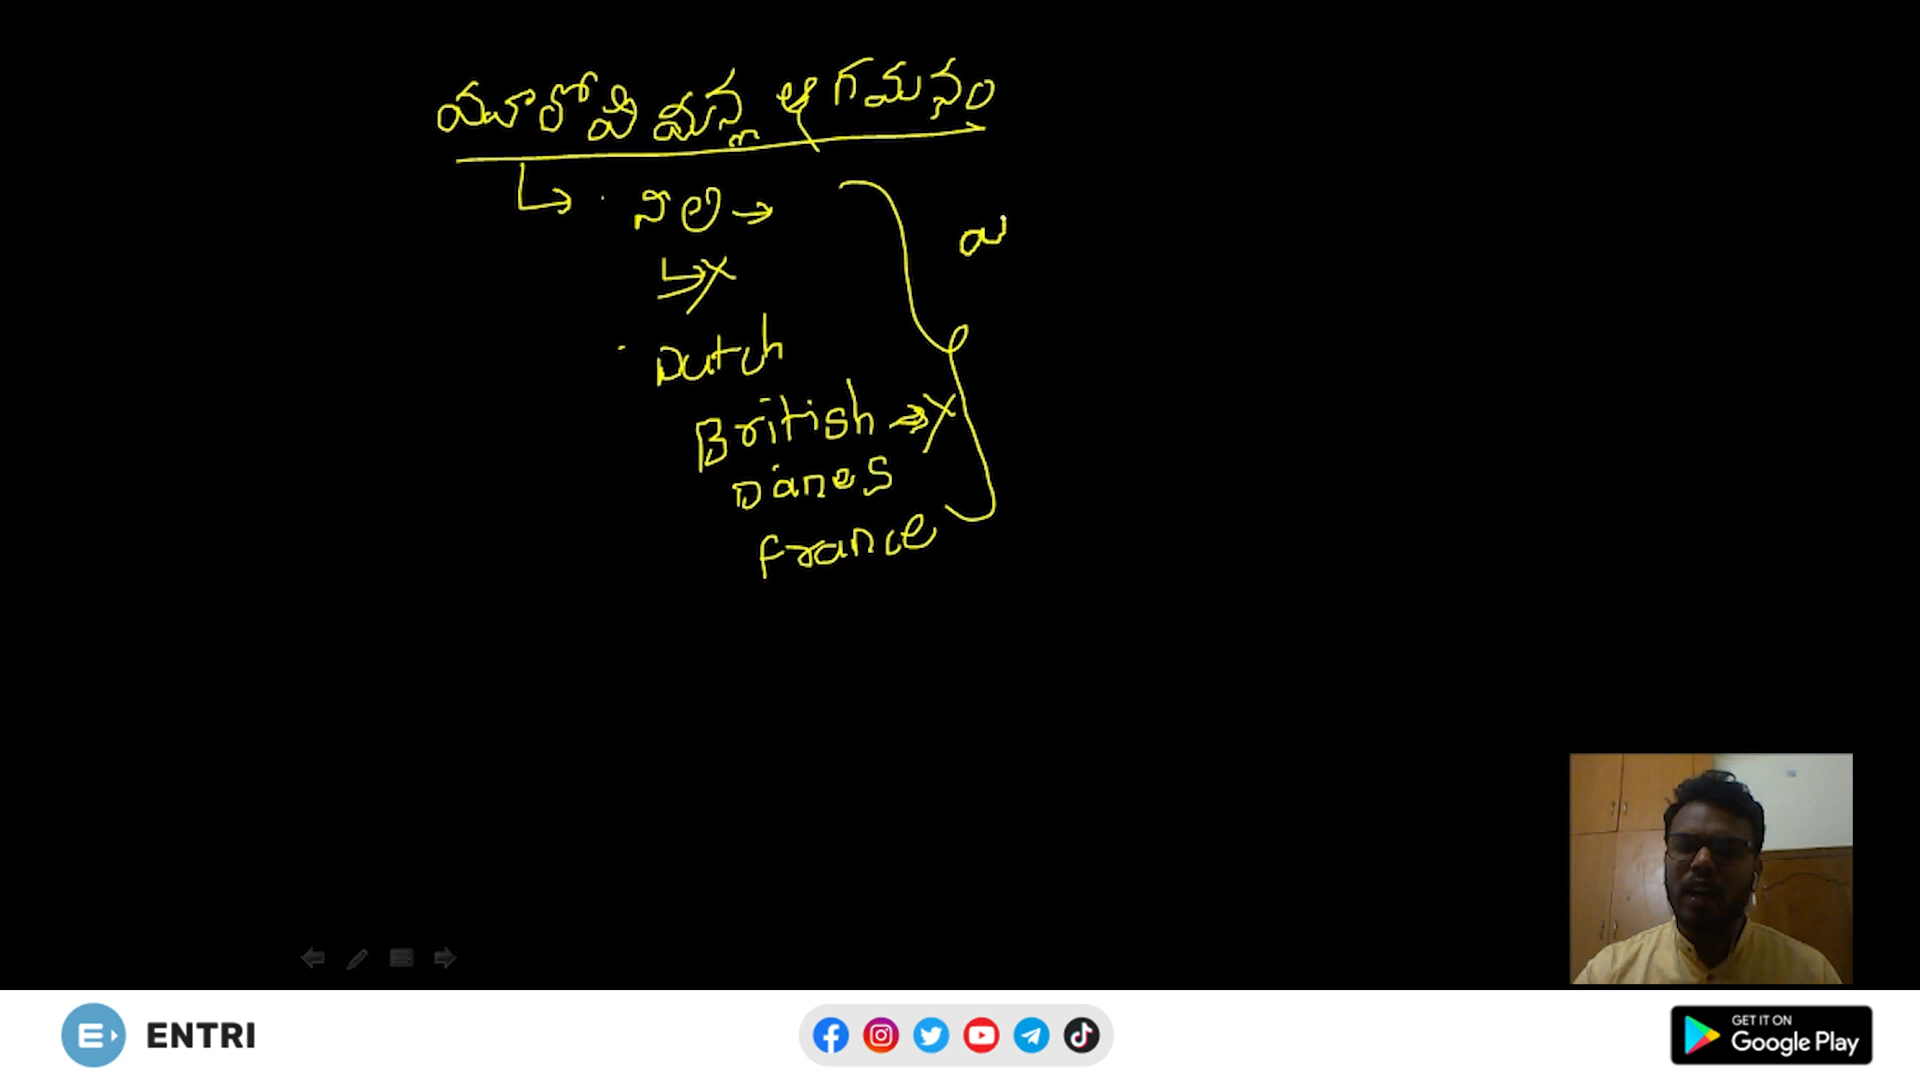 యూరోపియన్ల ఆగమనం
నీలి →
Dutch
British → X
Danes
France
ENTRI
GET IT ON
Google Play